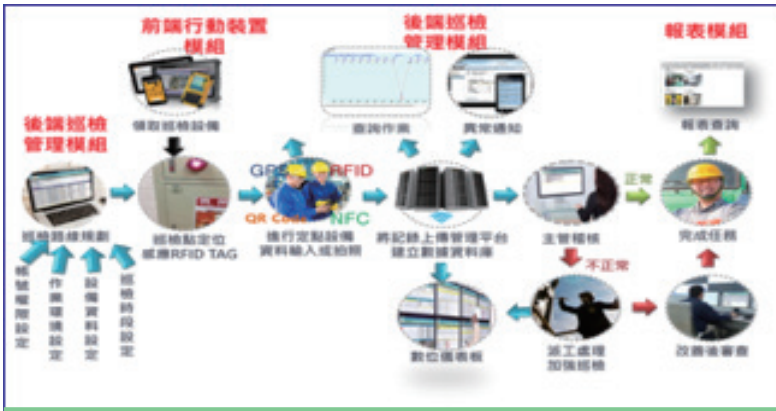 前端行動裝置
模組
後端巡檢
管理模組
報表模組
領取巡檢設備
查詢作業
異常通知
報表查詢
後端巡檢
管理模組
GPS
RFID
QR Code
NFC
正常
巡檢路線規劃
巡檢點定位
感應RFID TAG
進行定點設備
資料輸入或拍照
將記錄上傳管理平台
建立數據資料庫
主管稽核
完成任務
不正常
帳號權限設定
作業環境設定
設備資料設定
巡檢時段設定
數位儀表板
派工處理
加強巡檢
改善後審查